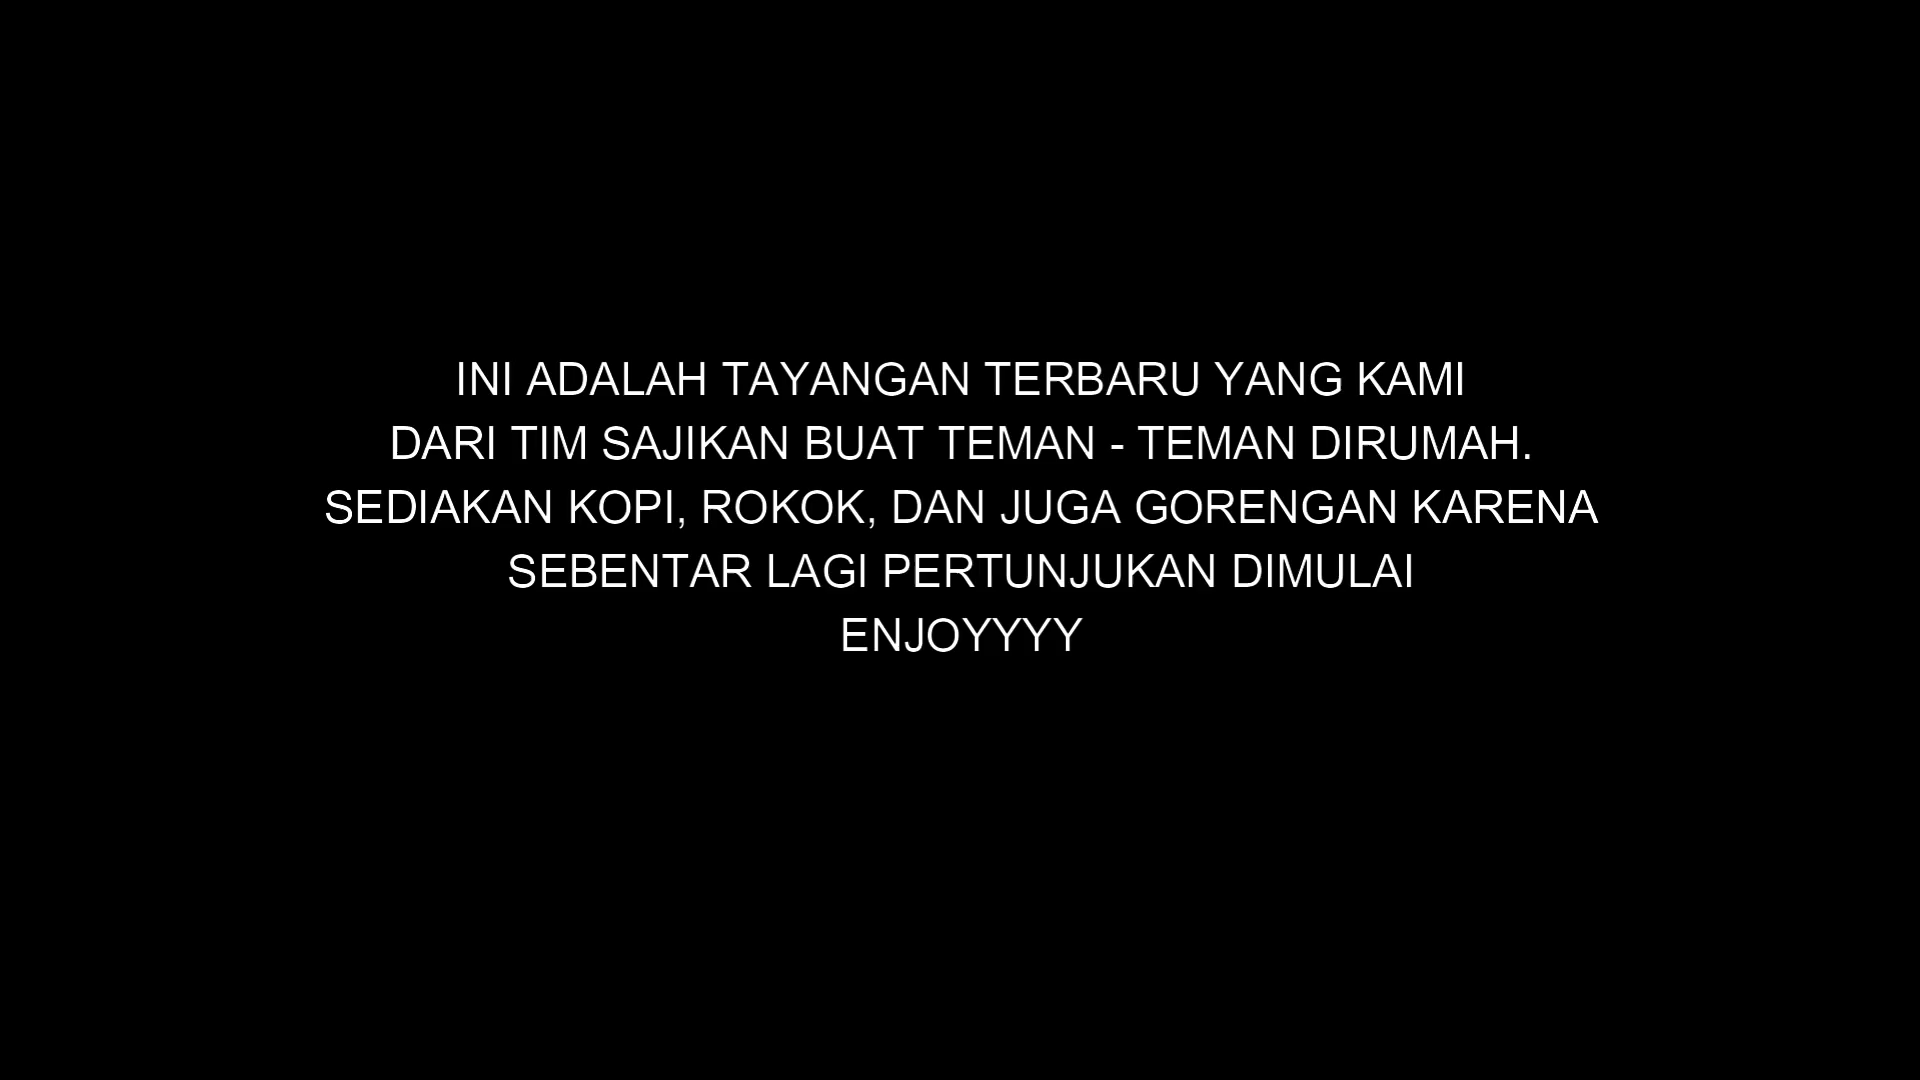 INI ADALAH TAYANGAN TERBARU YANG KAMI
DARI TIM SAJIKAN BUAT TEMAN - TEMAN DIRUMAH.
SEDIAKAN KOPI, ROKOK, DAN JUGA GORENGAN KARENA
SEBENTAR LAGI PERTUNJUKAN DIMULAI
ENJOYYYY